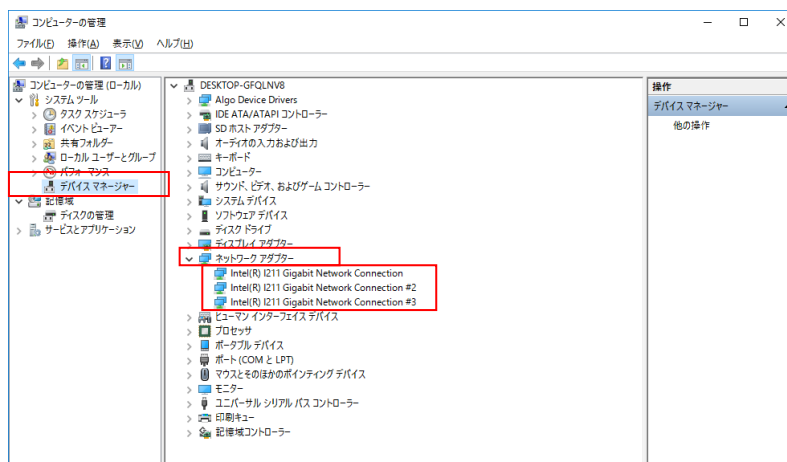 コンピューターの管理
ファイル(F) 操作(A) 表示(V) ヘルプ(H)
コンピューターの管理 (ローカル)
システム ツール
タスク スケジューラ
イベント ビューアー
共有フォルダー
ローカル ユーザーとグループ
パフォーマンス
デバイス マネージャー
記憶域
ディスクの管理
サービスとアプリケーション
DESKTOP-GFQLNV8
Algo Device Drivers
IDE ATA/ATAPI コントローラー
SD ホスト アダプター
オーディオの入力および出力
キーボード
コンピューター
サウンド、ビデオ、およびゲーム コントローラー
システム デバイス
ソフトウェア デバイス
ディスク ドライブ
ディスプレイ アダプター
ネットワーク アダプター
Intel(R) I211 Gigabit Network Connection
Intel(R) I211 Gigabit Network Connection #2
Intel(R) I211 Gigabit Network Connection #3
ヒューマン インターフェイス デバイス
プロセッサ
ポータブル デバイス
ポート (COM と LPT)
マウスとそのほかのポインティング デバイス
モニター
ユニバーサル シリアル バス コントローラー
印刷キュー
記憶域コントローラー
操作
デバイス マネージャー
他の操作